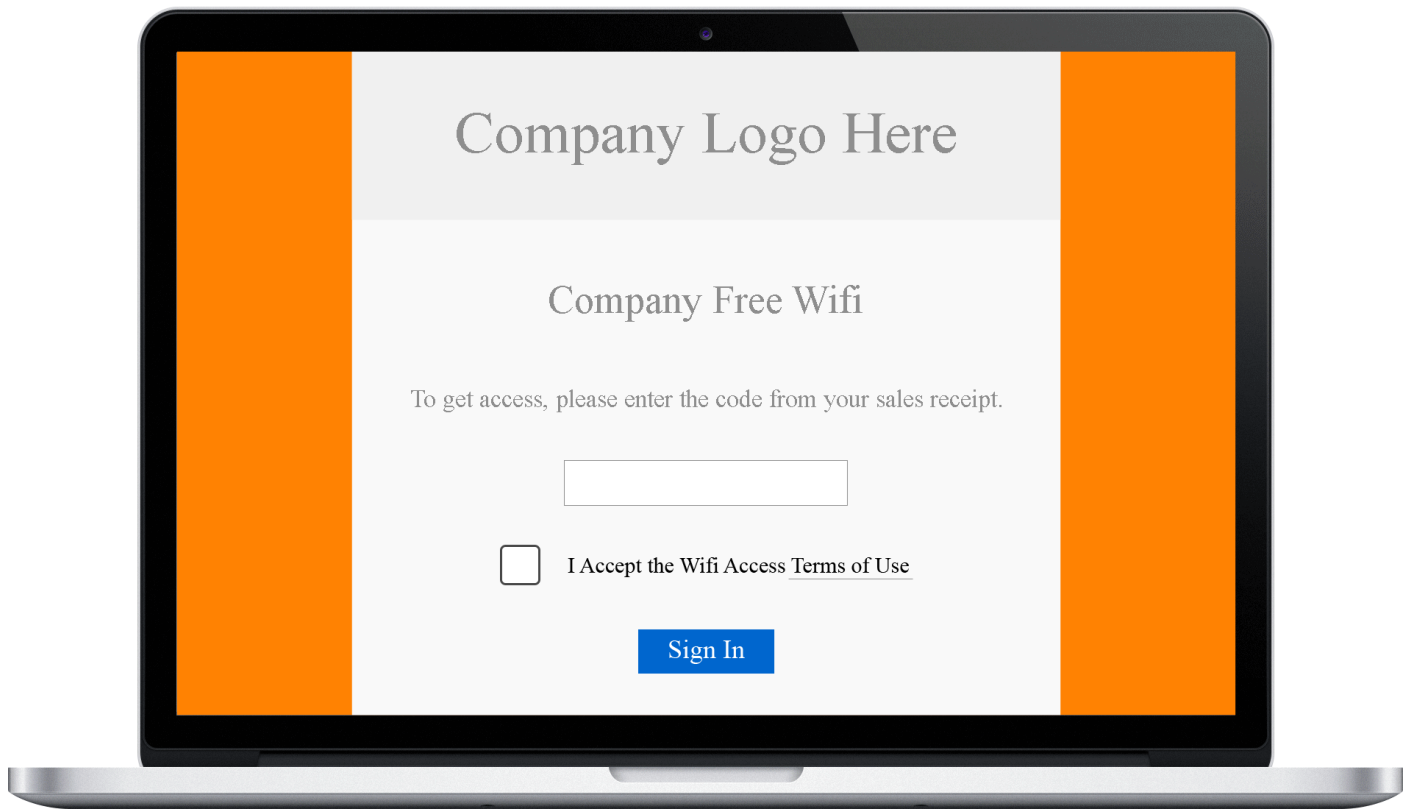 Company Logo Here
Company Free Wifi
To get access, please enter the code from your sales receipt.
I Accept the Wifi Access Terms of Use
Sign In